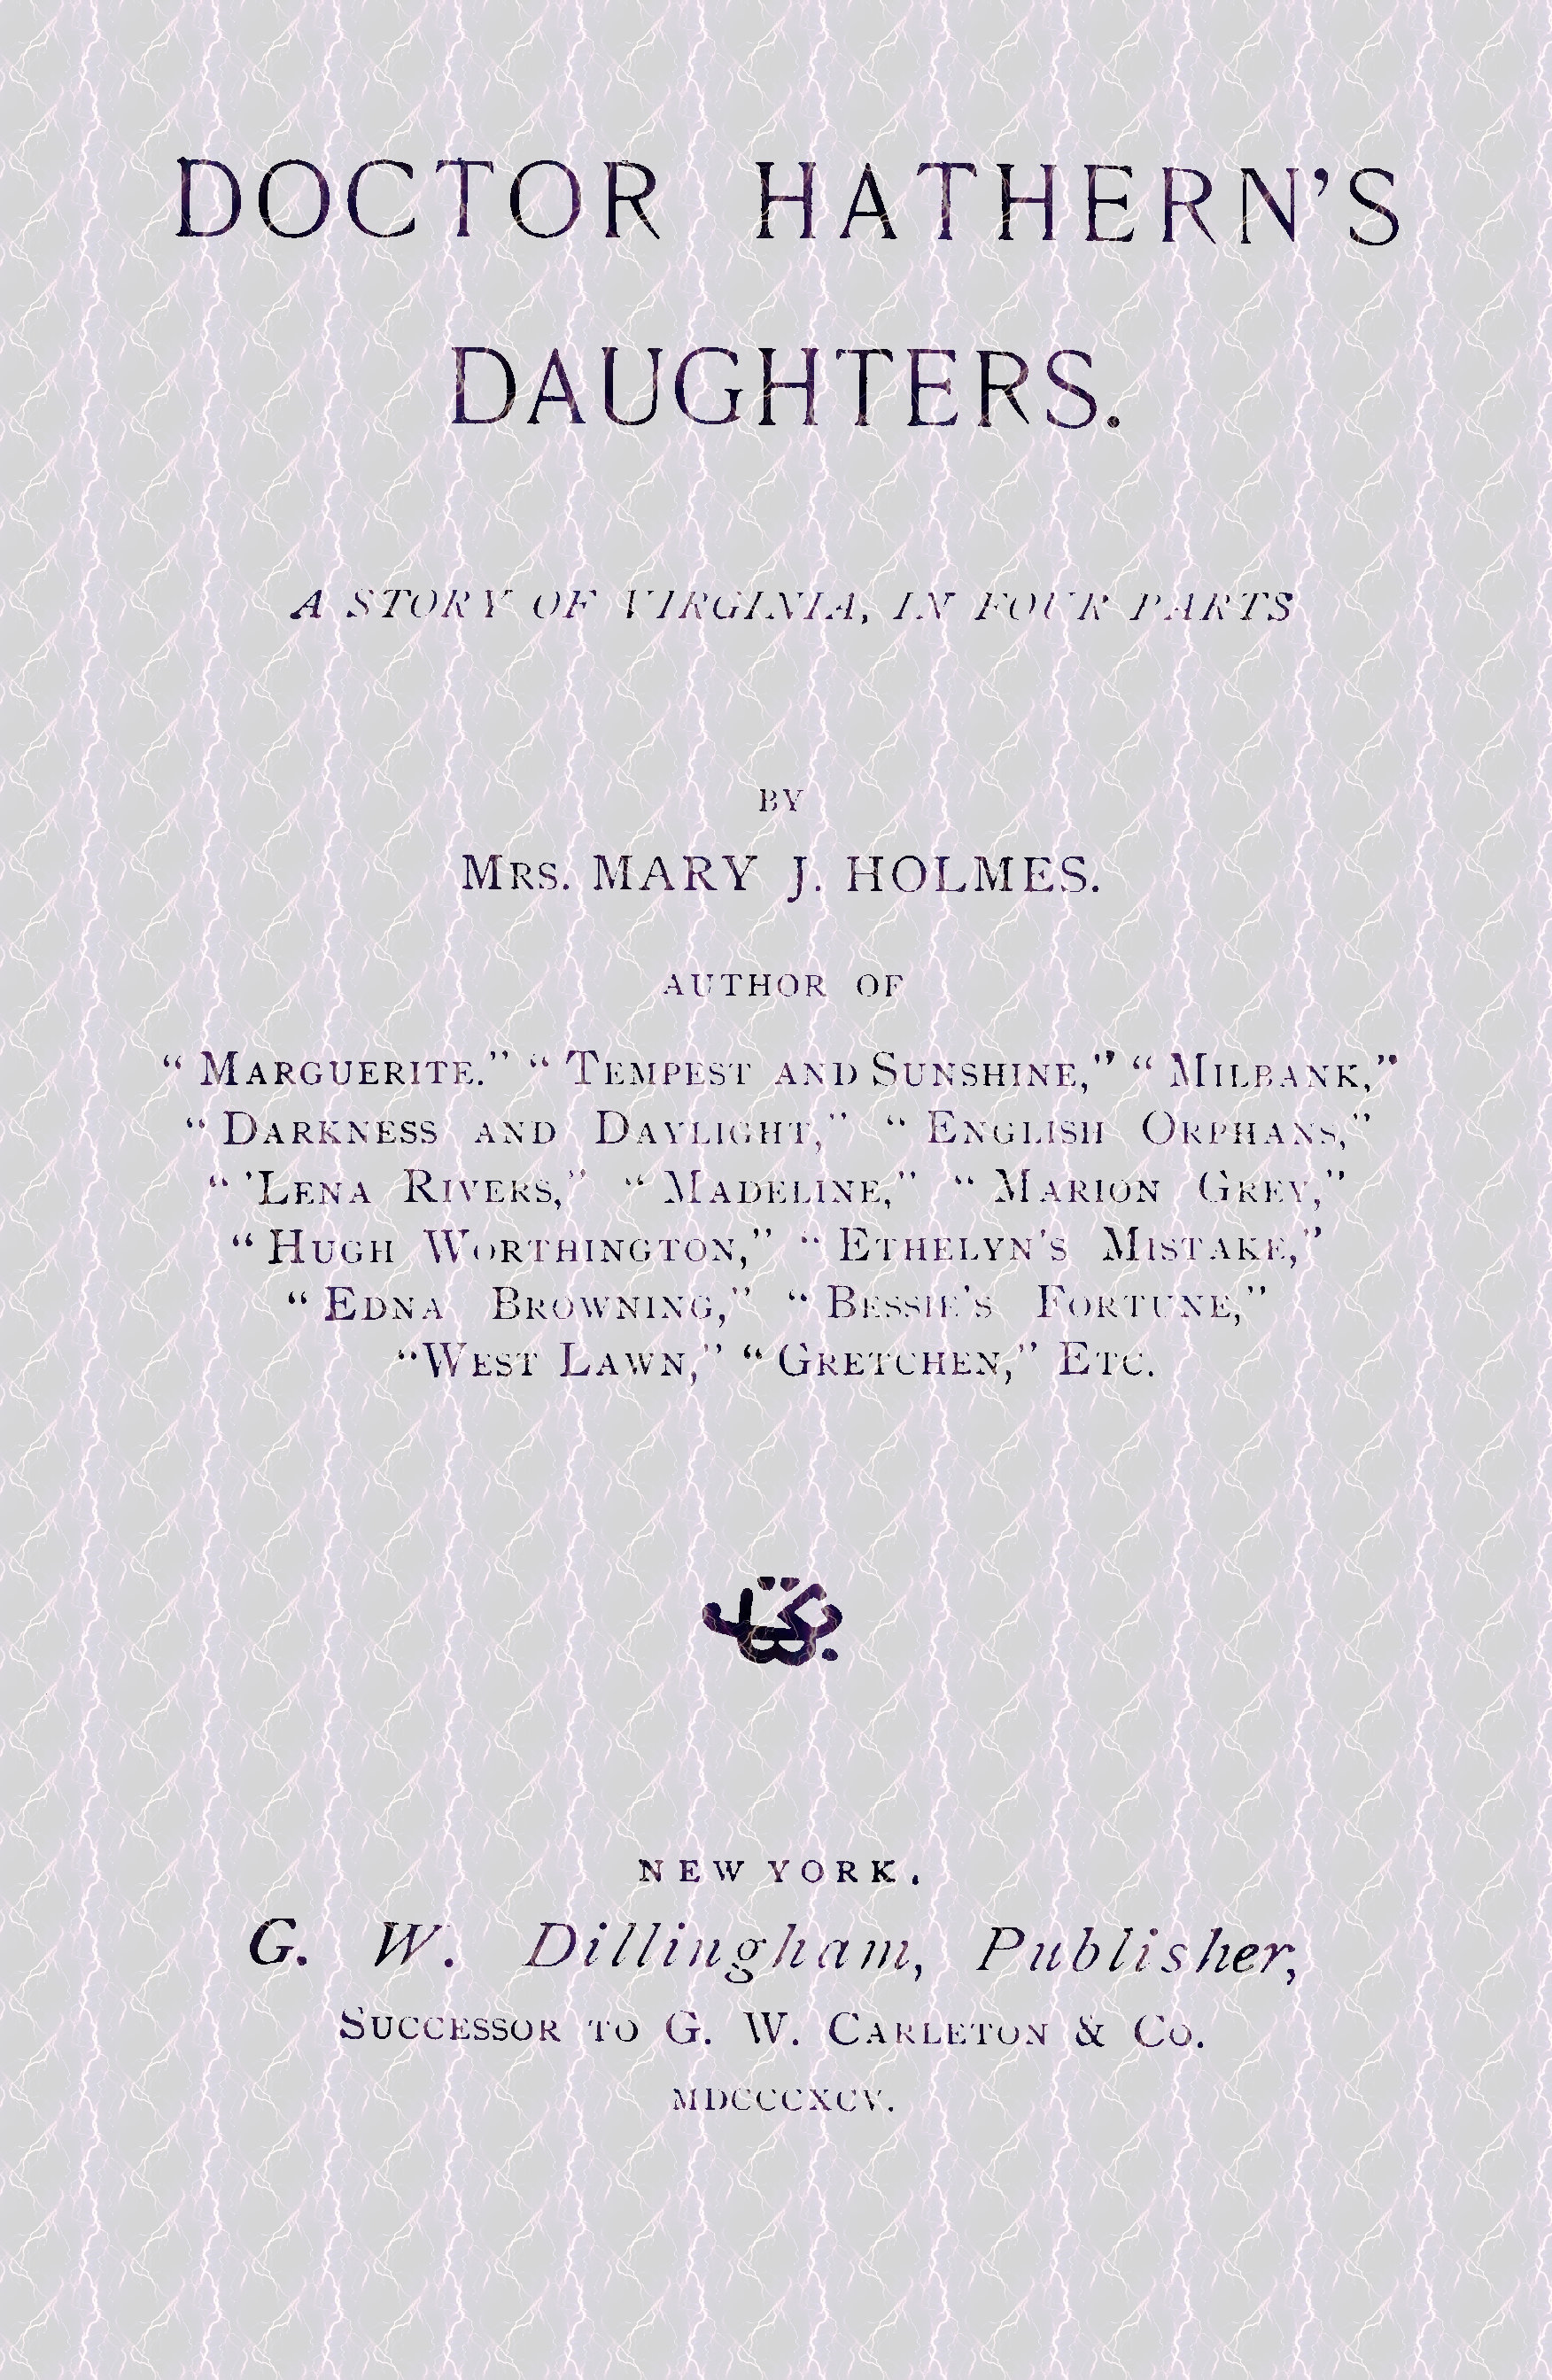 DOCTOR HATHERN'S
DAUGHTERS.
A STORY OF VIRGINIA, IN FOUR PARTS
BY
MRS. MARY J. HOLMES.
AUTHOR OF
“ MARGUERITE.” “ TEMPEST AND SUNSHINE,” “ MILBANK,”
“ DARKNESS AND DAYLIGHT,” “ ENGLISH ORPHANS,”
“ 'LENA RIVERS,” “ MADELINE,” “ MARION GREY,”
“ HUGH WORTHINGTON,” “ ETHELYN'S MISTAKE,”
“ EDNA BROWNING,” “ BESSIE'S FORTUNE,”
“WEST LAWN,” “ GRETCHEN,” ETC.
NEW YORK.
G. W. Dillingham, Publisher,
SUCCESSOR TO G. W. CARLETON & CO.
MDCCCXCV.